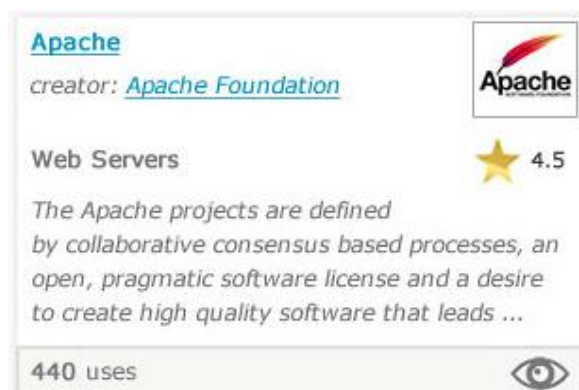 Apache
creator: Apache Foundation
Apache
Web Servers
4.5
The Apache projects are defined
by collaborative consensus based processes, an
open, pragmatic software license and a desire
to create high quality software that leads ...
440 uses